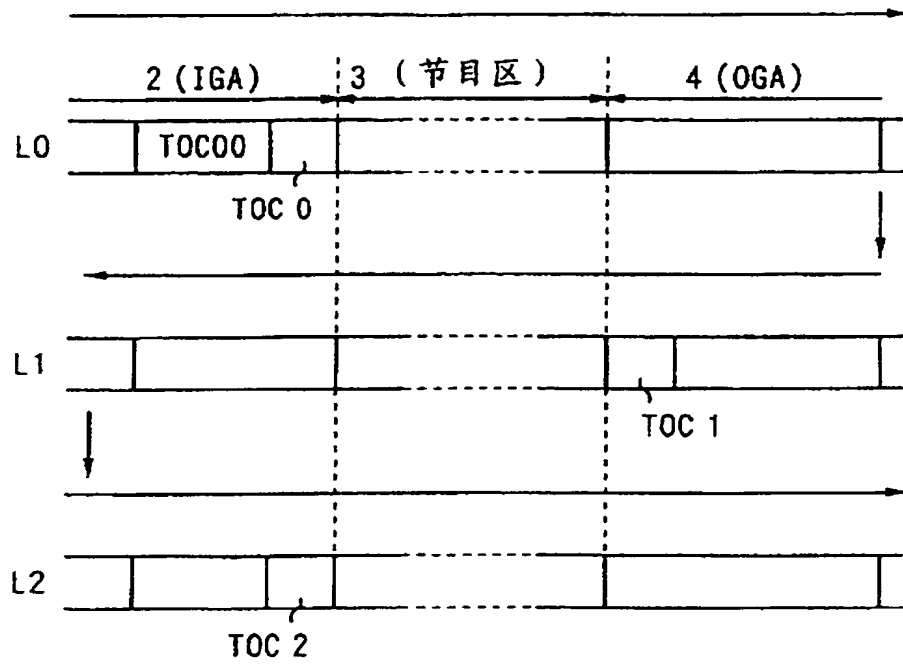 2 (IGA) 3 (节目区) 4 (OGA)
L0 TOC00
TOC 0
L1
TOC 1
L2
TOC 2